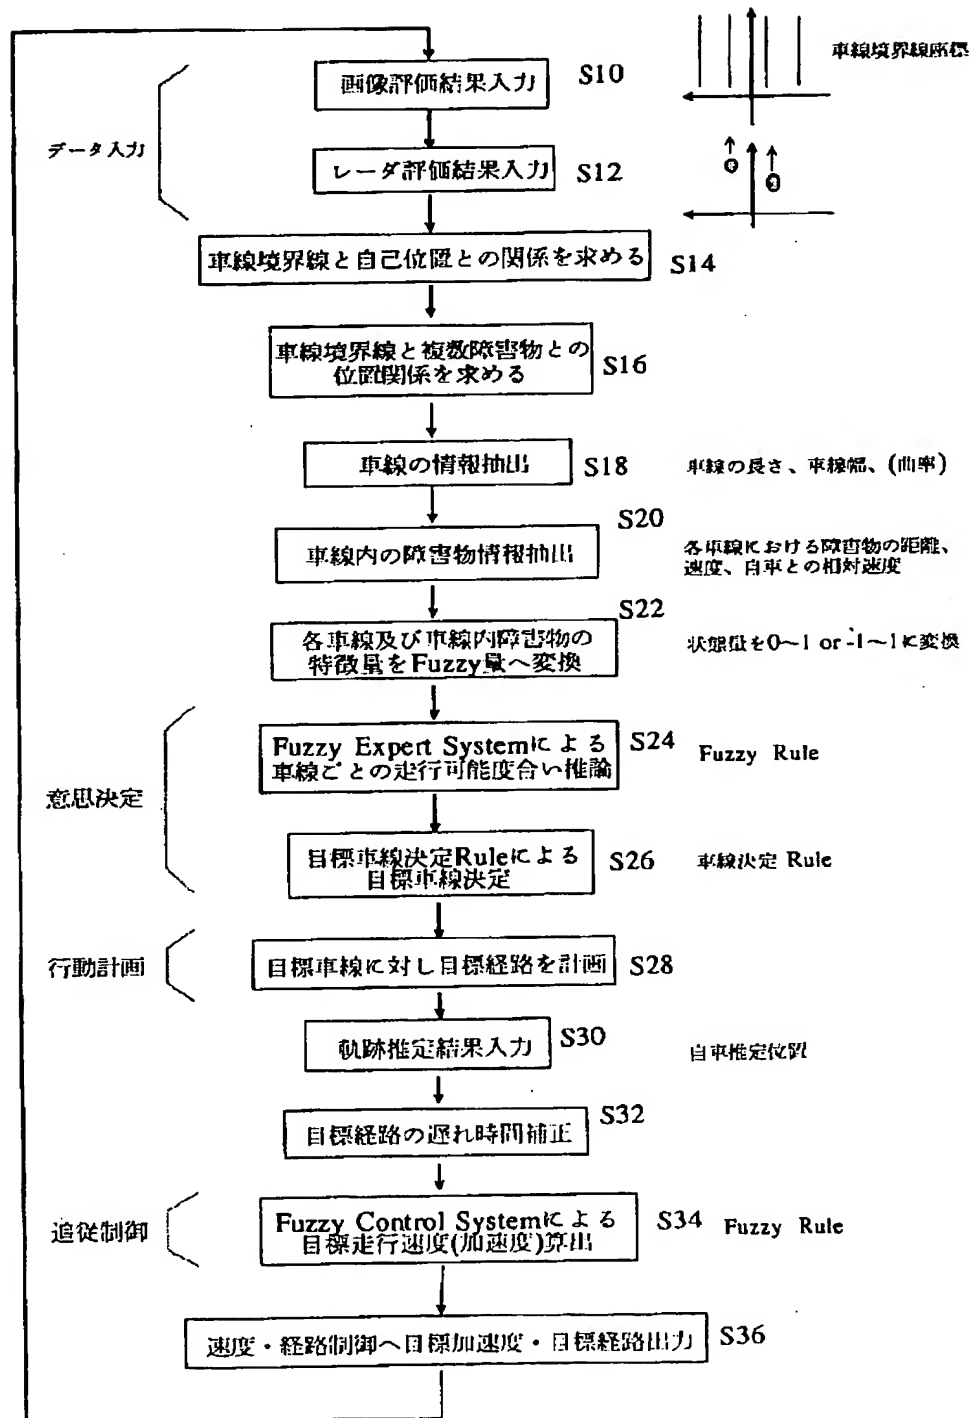 車線境界線座標
画像評価結果入力 S10
データ入力
レーダ評価結果入力 S12
車線境界線と自己位置との関係を求める S14
車線境界線と複数障害物との
位置関係を求める S16
車線の情報抽出 S18 車線の長さ、車線幅、(曲率)
車線内の障害物情報抽出 S20
各車線における障害物の距離、
速度、自車との相対速度
各車線及び車線内障害物の
特徴量をFuzzy量へ変換 S22
状態量を0~1 or -1~1に変換
Fuzzy Expert Systemによる
車線ごとの走行可能度合い推論 S24 Fuzzy Rule
意思決定
目標車線決定Ruleによる
目標車線決定 S26 車線決定 Rule
行動計画
目標車線に対し目標経路を計画 S28
軌跡推定結果入力 S30 自車推定位置
目標経路の遅れ時間補正 S32
追従制御
Fuzzy Control Systemによる
目標走行速度(加速度)算出 S34 Fuzzy Rule
速度・経路制御へ目標加速度・目標経路出力 S36